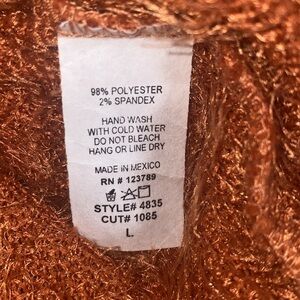 98% POLYESTER
2% SPANDEX
HAND WASH
WITH COLD WATER
DO NOT BLEACH
HANG OR LINE DRY
MADE IN MEXICO
RN # 123789
STYLE# 4835
CUT# 1085
L